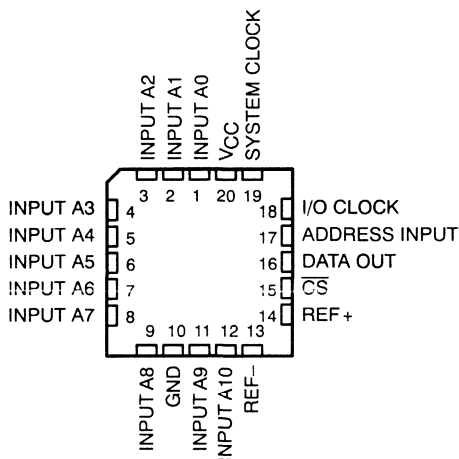 INPUT A2
INPUT A1
INPUT A0
VCC
SYSTEM CLOCK
3 2 1 20 19
INPUT A3 4 18 I/O CLOCK
INPUT A4 5 17 ADDRESS INPUT
INPUT A5 6 16 DATA OUT
INPUT A6 7 15 C̅S̅
INPUT A7 8 14 REF+
9 10 11 12 13
INPUT A8
GND
INPUT A9
INPUT A10
REF–